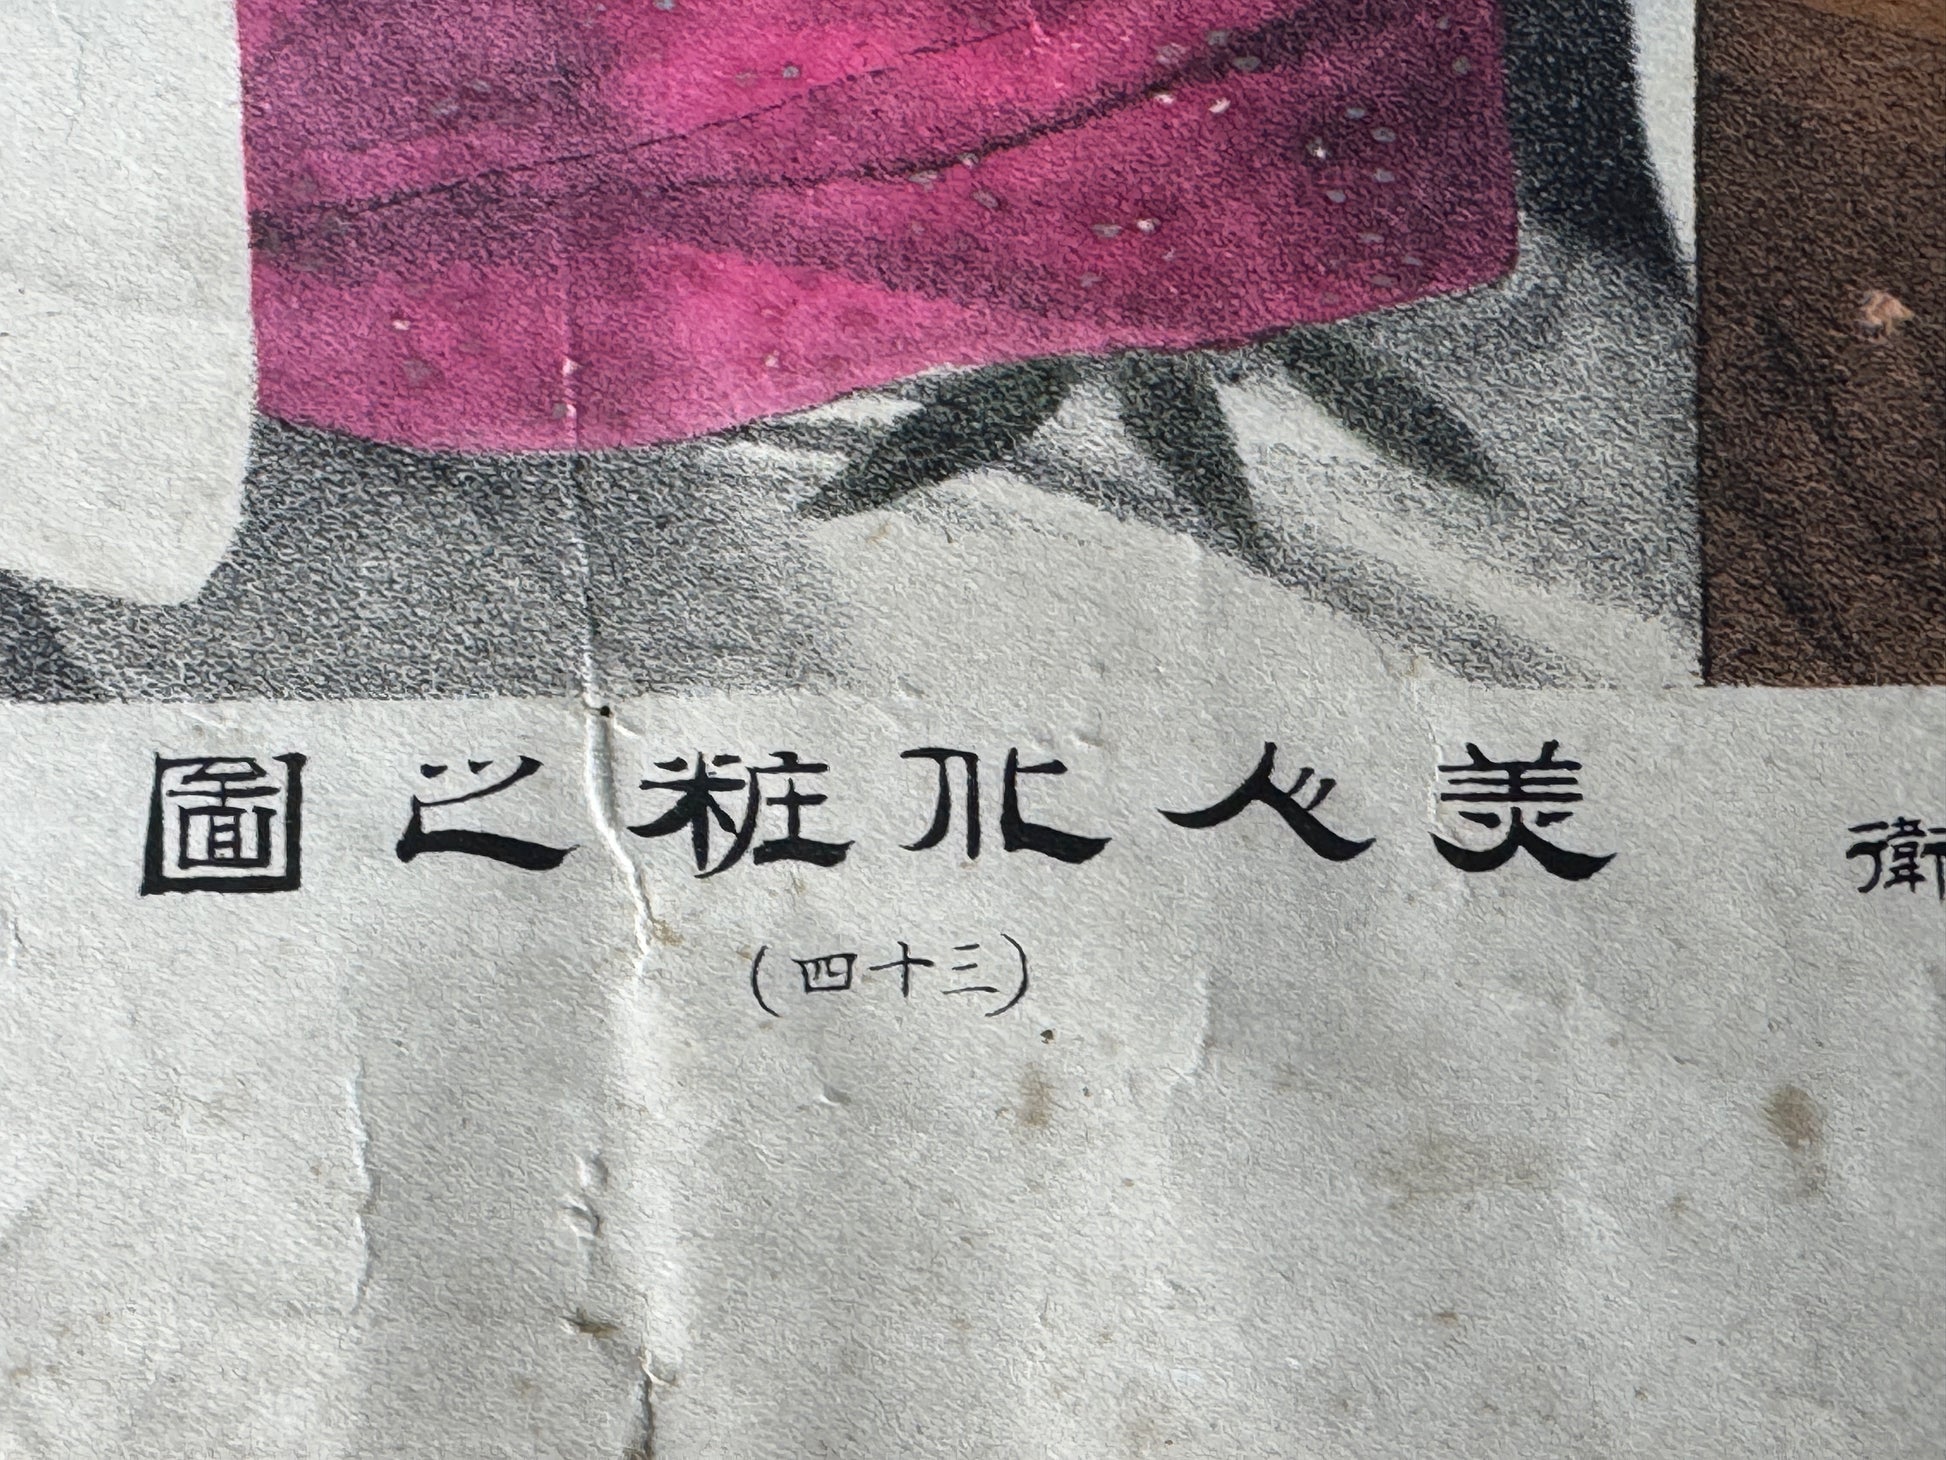 衛
美人化粧之圖
(三十四)